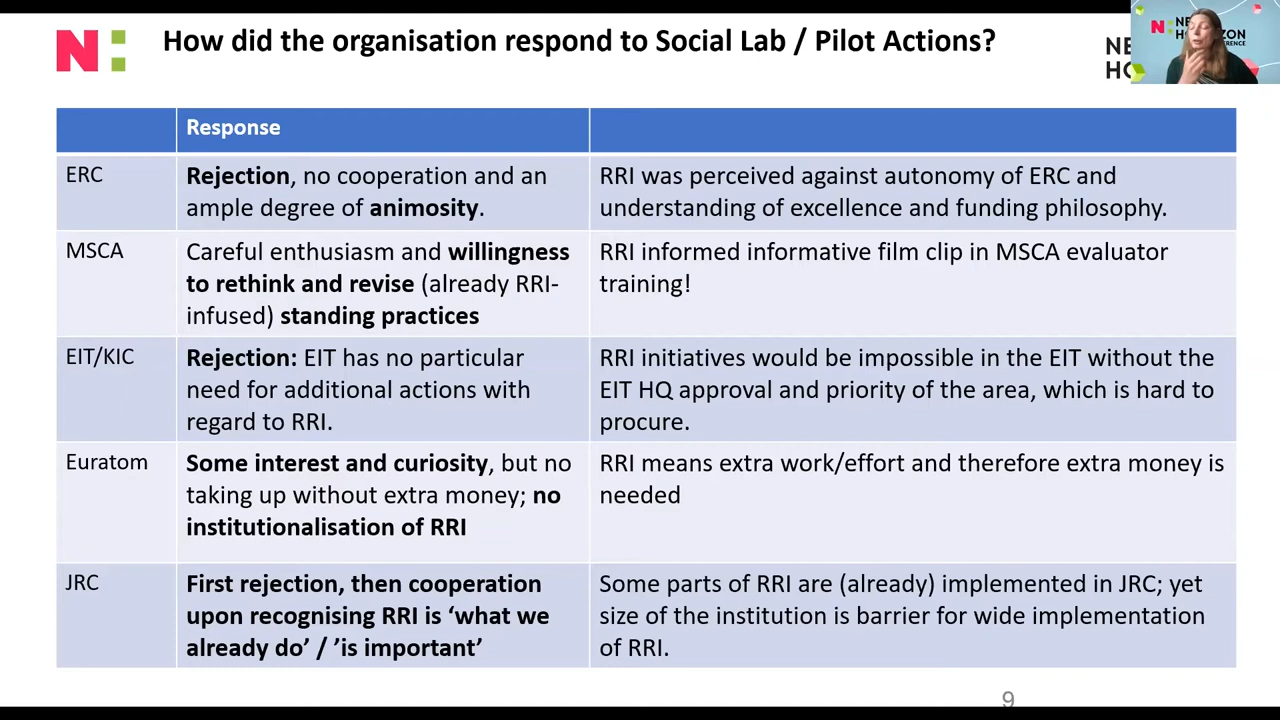 N:
How did the organisation respond to Social Lab / Pilot Actions?
NE
HO
N:
HORIZON
Response
ERC
Rejection, no cooperation and an
ample degree of animosity.
RRI was perceived against autonomy of ERC and
understanding of excellence and funding philosophy.
MSCA
Careful enthusiasm and willingness
to rethink and revise (already RRI-
infused) standing practices
RRI informed informative film clip in MSCA evaluator
training!
EIT/KIC
Rejection: EIT has no particular
need for additional actions with
regard to RRI.
RRI initiatives would be impossible in the EIT without the
EIT HQ approval and priority of the area, which is hard to
procure.
Euratom
Some interest and curiosity, but no
taking up without extra money; no
institutionalisation of RRI
RRI means extra work/effort and therefore extra money is
needed
JRC
First rejection, then cooperation
upon recognising RRI is ‘what we
already do’ / ’is important’
Some parts of RRI are (already) implemented in JRC; yet
size of the institution is barrier for wide implementation
of RRI.
9